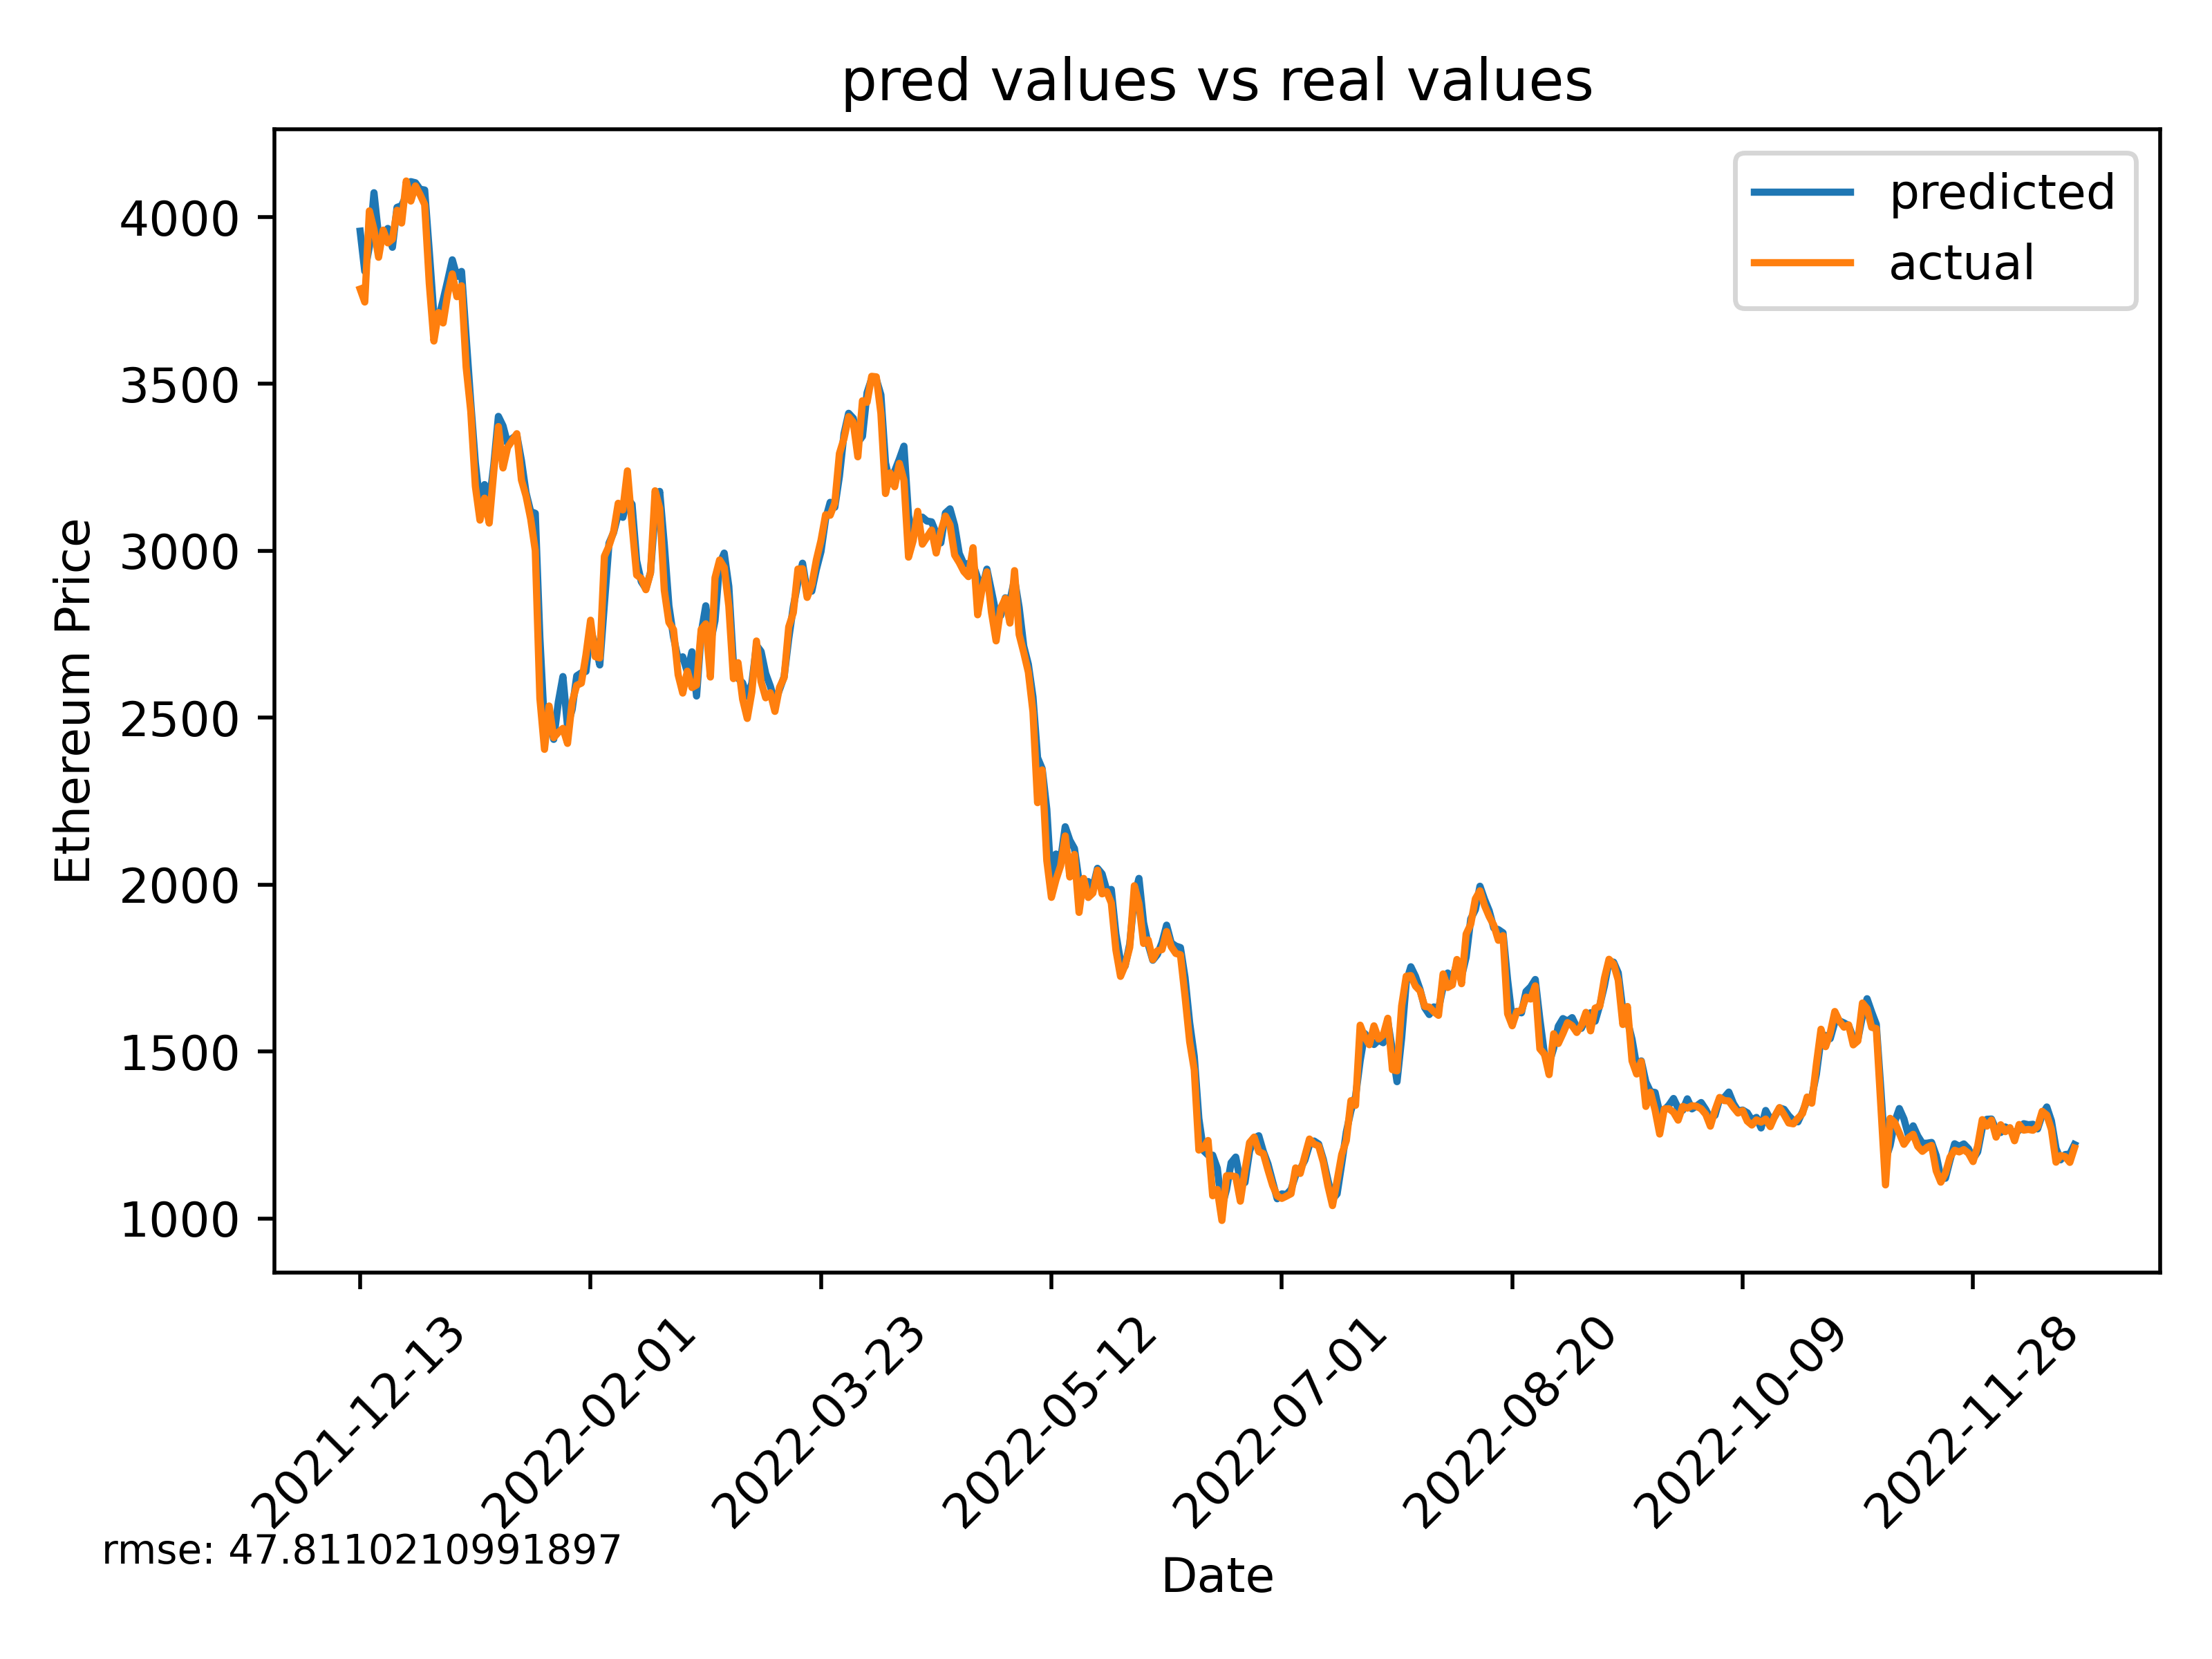 pred values vs real values
predicted
actual
Ethereum Price
4000
3500
3000
2500
2000
1500
1000
2021-12-13
2022-02-01
2022-03-23
2022-05-12
2022-07-01
2022-08-20
2022-10-09
2022-11-28
rmse: 47.81102109918​97
Date